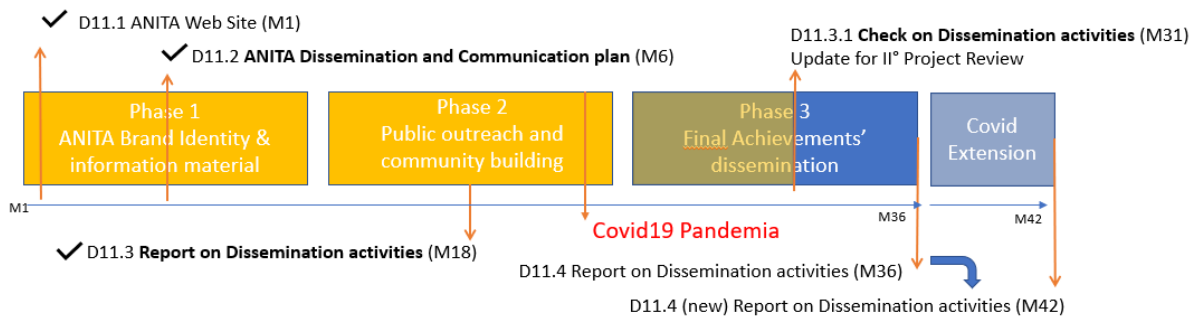 ✓ D11.1 ANITA Web Site (M1)
✓ D11.2 ANITA Dissemination and Communication plan (M6)
D11.3.1 Check on Dissemination activities (M31)
Update for II° Project Review
Phase 1
ANITA Brand Identity &
information material
Phase 2
Public outreach and
community building
Phase 3
Final Achievements’
dissemination
Covid
Extension
M1
M36
M42
Covid19 Pandemia
✓ D11.3 Report on Dissemination activities (M18)
D11.4 Report on Dissemination activities (M36)
D11.4 (new) Report on Dissemination activities (M42)